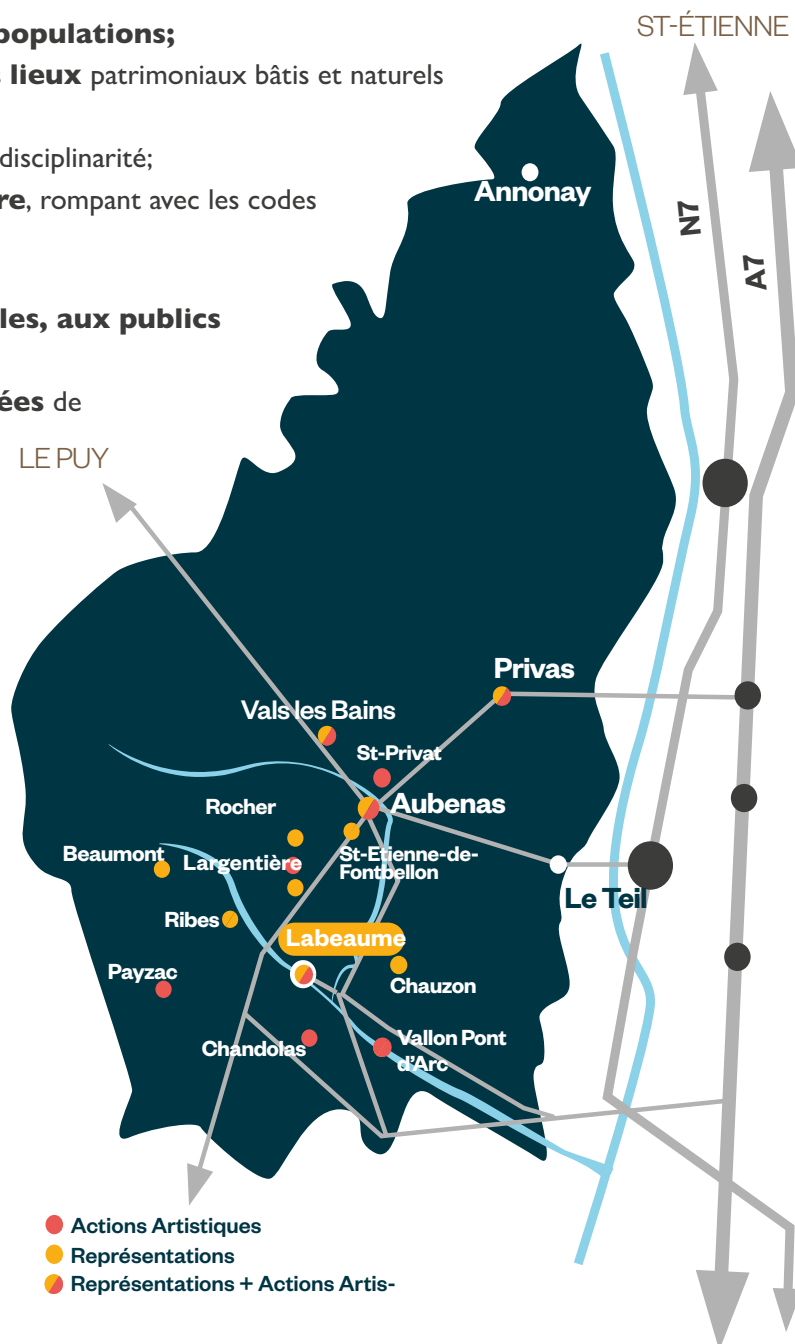 populations;
lieux patrimoniaux bâtis et naturels
disciplinarité;
re, rompant avec les codes
les, aux publics
ées de
ST-ÉTIENNE
Annonay
N7
A7
LE PUY
Privas
Vals les Bains
St-Privat
Aubenas
Rocher
St-Etienne-de-
Fontbellon
Beaumont
Largentière
Le Teil
Ribes
Labeaume
Payzac
Chauzon
Chandolas
Vallon Pont
d'Arc
Actions Artistiques
Représentations
Représentations + Actions Artis-